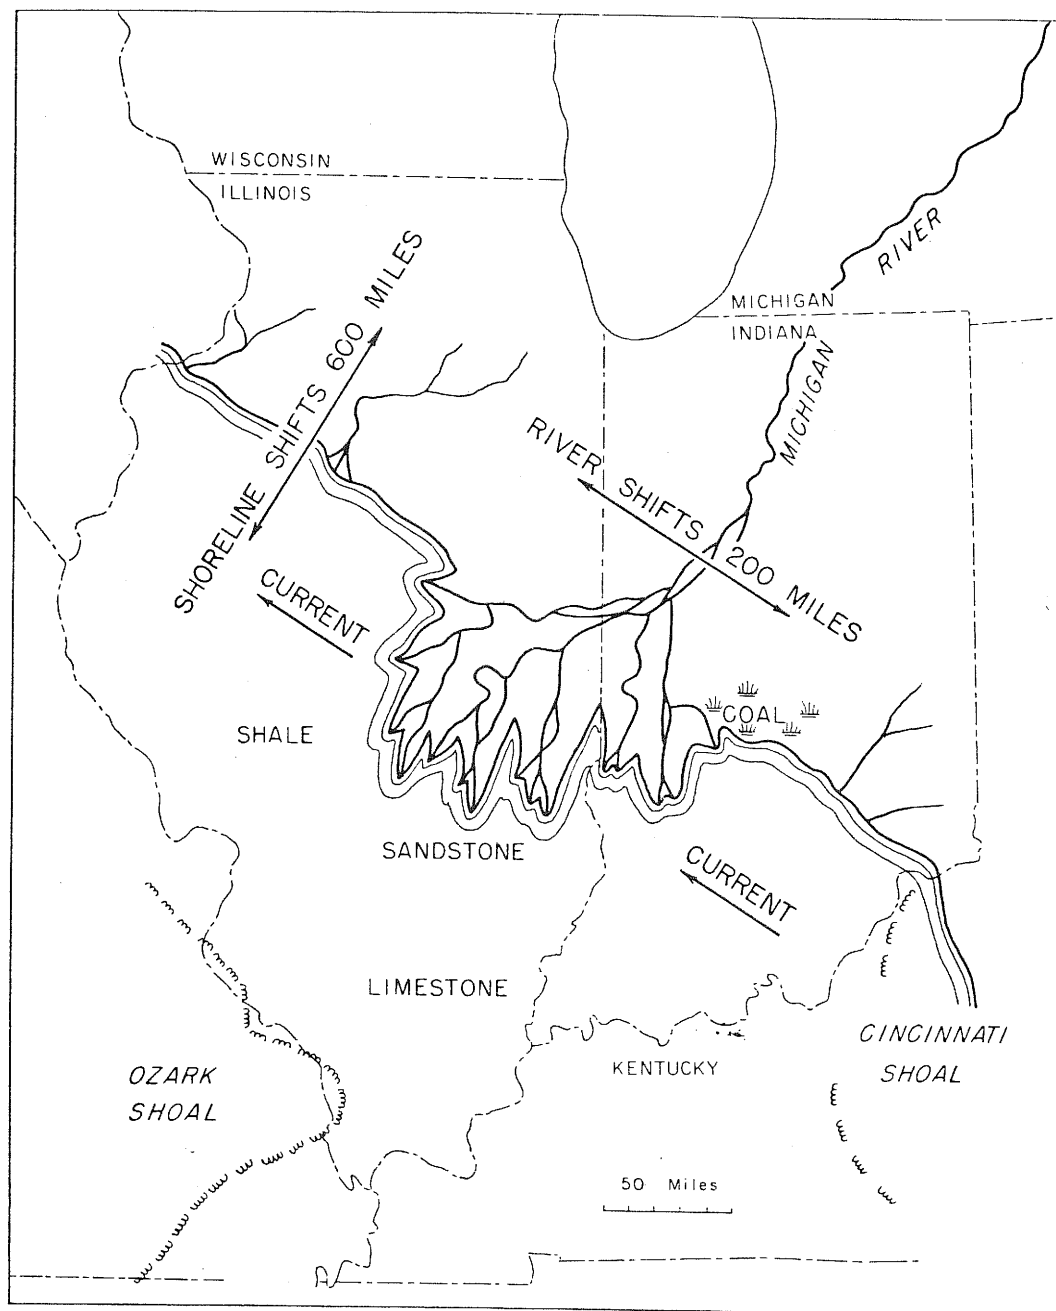 WISCONSIN
ILLINOIS
RIVER
MICHIGAN
INDIANA
MICHIGAN
SHORELINE SHIFTS 600 MILES
RIVER SHIFTS 200 MILES
CURRENT
COAL
SHALE
SANDSTONE
CURRENT
LIMESTONE
CINCINNATI
SHOAL
KENTUCKY
OZARK
SHOAL
50 Miles